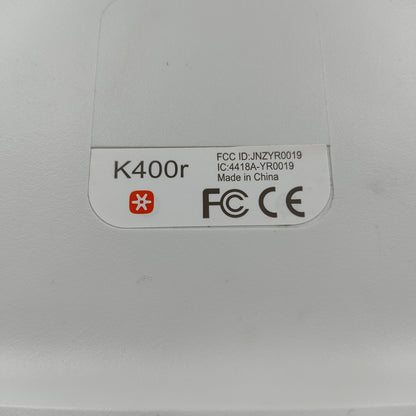 K400r
FCC ID:JNZYR0019
IC:4418A-YR0019
Made in China
FC CE